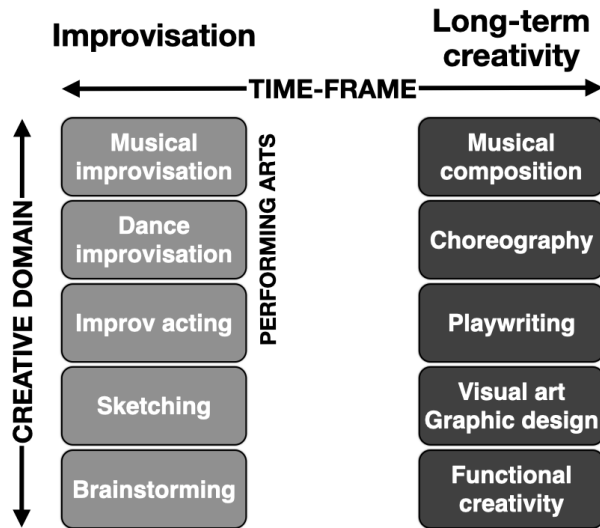 Improvisation
Long-term
creativity
TIME-FRAME
CREATIVE DOMAIN
Musical
improvisation
PERFORMING ARTS
Musical
composition
Dance
improvisation
Choreography
Improv acting
Playwriting
Sketching
Visual art
Graphic design
Brainstorming
Functional
creativity